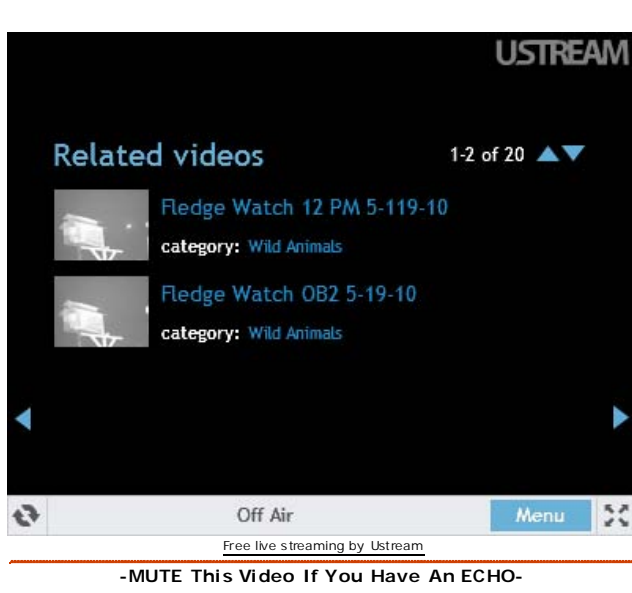 USTREAM
Related videos 1-2 of 20
Fledge Watch 12 PM 5-119-10
category: Wild Animals
Fledge Watch OB2 5-19-10
category: Wild Animals
Off Air Menu
Free live streaming by Ustream
-MUTE This Video If You Have An ECHO-